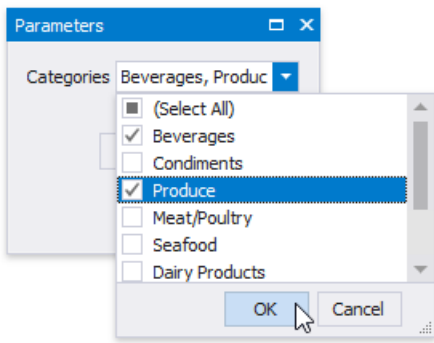 Parameters
Categories Beverages, Produc
(Select All)
Beverages
Condiments
Produce
Meat/Poultry
Seafood
Dairy Products
OK Cancel